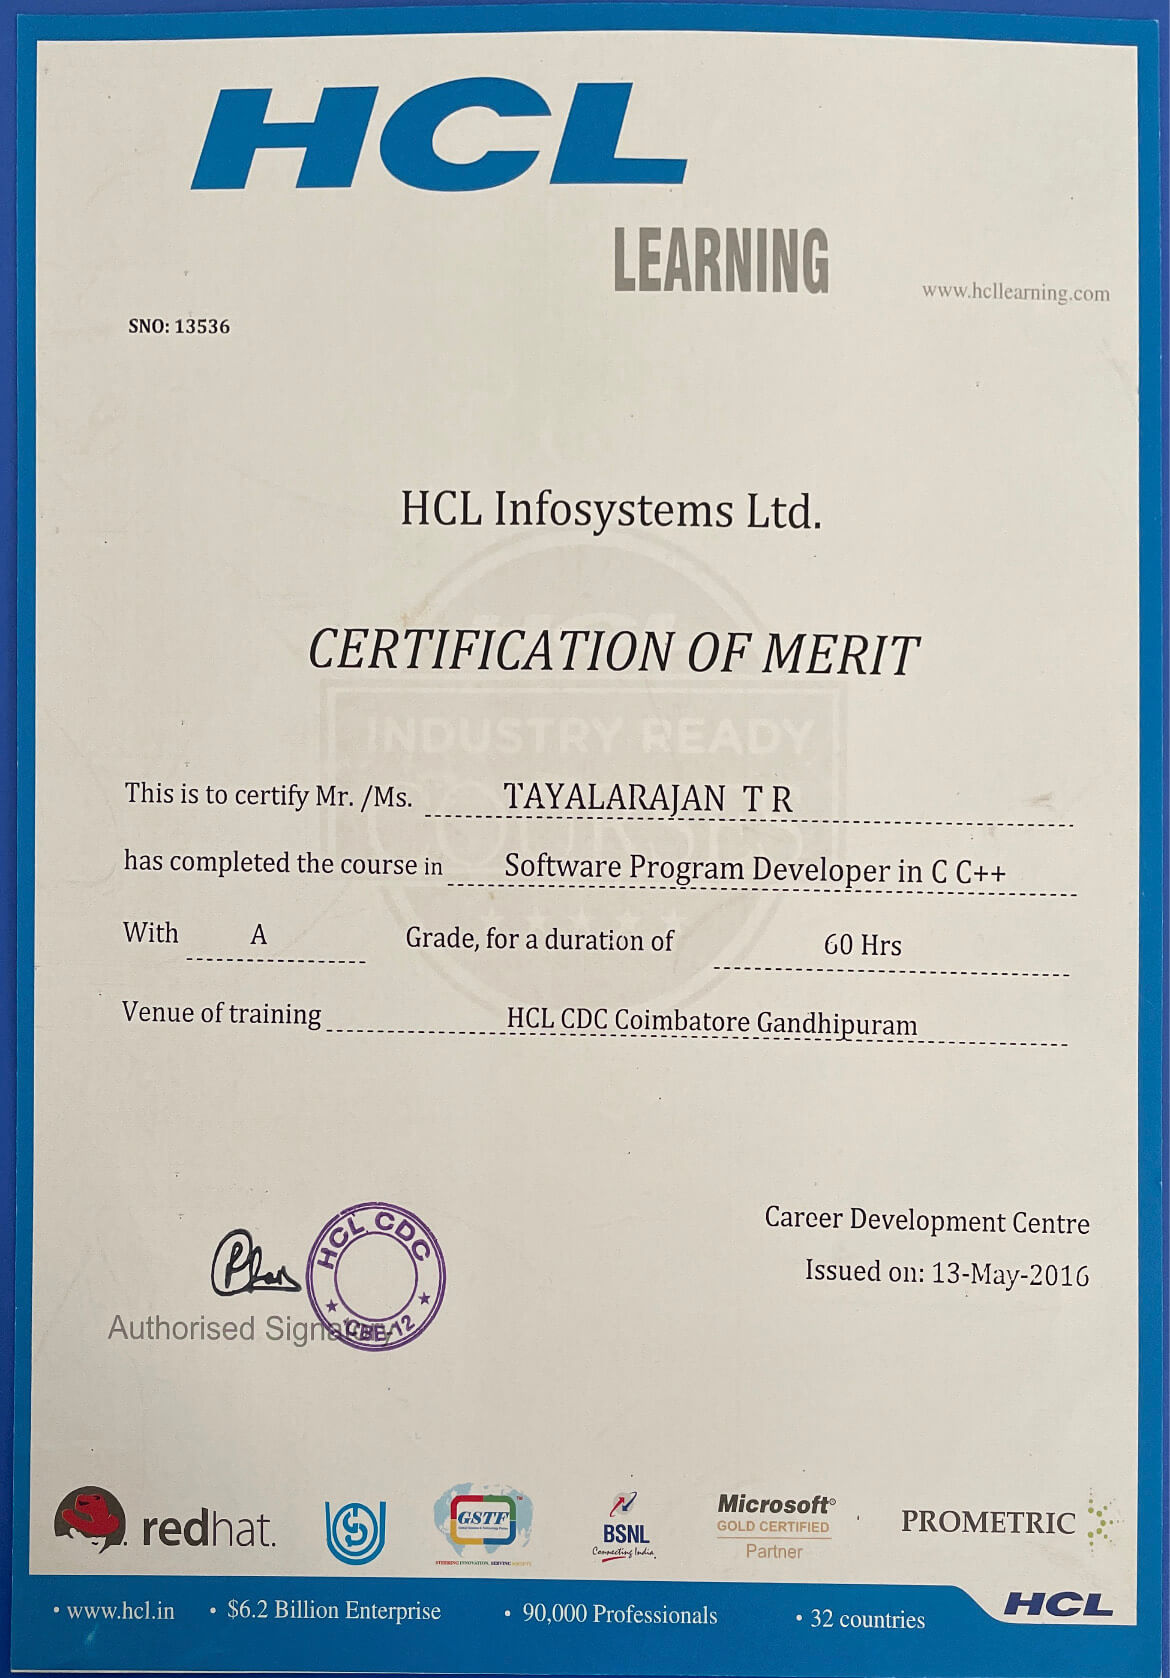 HCL
LEARNING
www.hcllearning.com
SNO: 13536
HCL Infosystems Ltd.
CERTIFICATION OF MERIT
INDUSTRY READY
COURSES
This is to certify Mr. /Ms. TAYALARAJAN T R
has completed the course in Software Program Developer in C C++
With A Grade, for a duration of 60 Hrs
Venue of training HCL CDC Coimbatore Gandhipuram
Career Development Centre
Issued on: 13-May-2016
HCL CDC
CBE-12
Authorised Signatory
redhat.
GSTF
BSNL
Connecting India
Microsoft®
GOLD CERTIFIED
Partner
PROMETRIC
• www.hcl.in • $6.2 Billion Enterprise • 90,000 Professionals • 32 countries
HCL